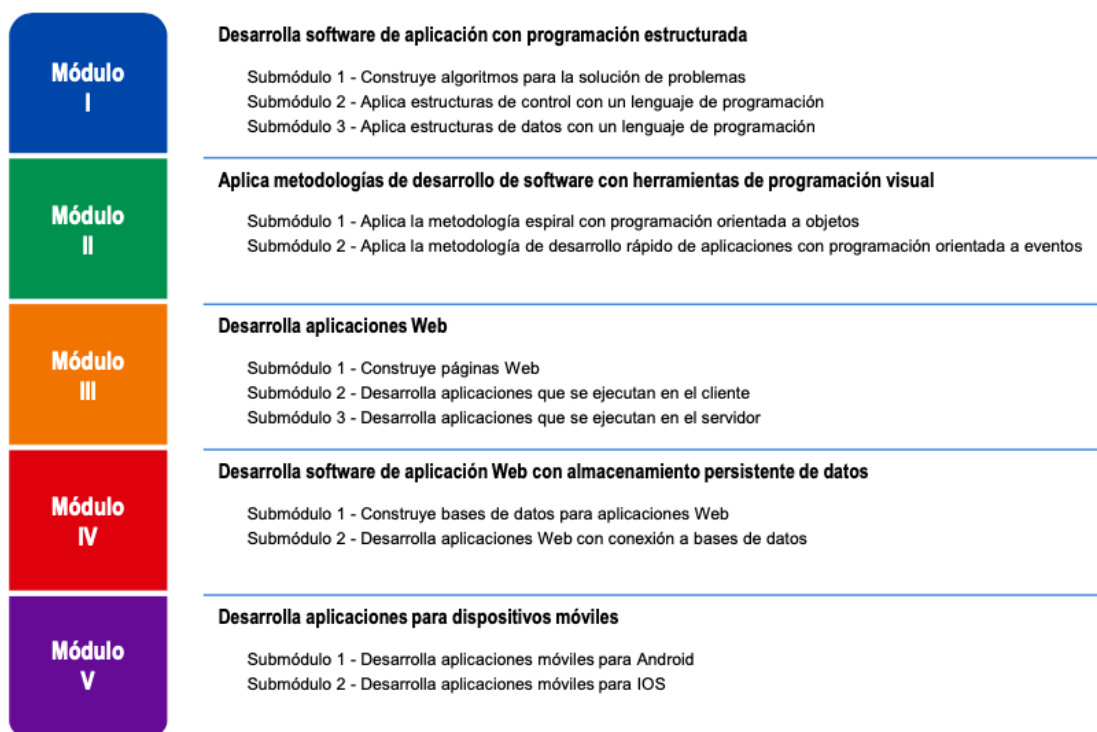 Módulo
I
Desarrolla software de aplicación con programación estructurada
Submódulo 1 - Construye algoritmos para la solución de problemas
Submódulo 2 - Aplica estructuras de control con un lenguaje de programación
Submódulo 3 - Aplica estructuras de datos con un lenguaje de programación
Módulo
II
Aplica metodologías de desarrollo de software con herramientas de programación visual
Submódulo 1 - Aplica la metodología espiral con programación orientada a objetos
Submódulo 2 - Aplica la metodología de desarrollo rápido de aplicaciones con programación orientada a eventos
Módulo
III
Desarrolla aplicaciones Web
Submódulo 1 - Construye páginas Web
Submódulo 2 - Desarrolla aplicaciones que se ejecutan en el cliente
Submódulo 3 - Desarrolla aplicaciones que se ejecutan en el servidor
Módulo
IV
Desarrolla software de aplicación Web con almacenamiento persistente de datos
Submódulo 1 - Construye bases de datos para aplicaciones Web
Submódulo 2 - Desarrolla aplicaciones Web con conexión a bases de datos
Módulo
V
Desarrolla aplicaciones para dispositivos móviles
Submódulo 1 - Desarrolla aplicaciones móviles para Android
Submódulo 2 - Desarrolla aplicaciones móviles para IOS